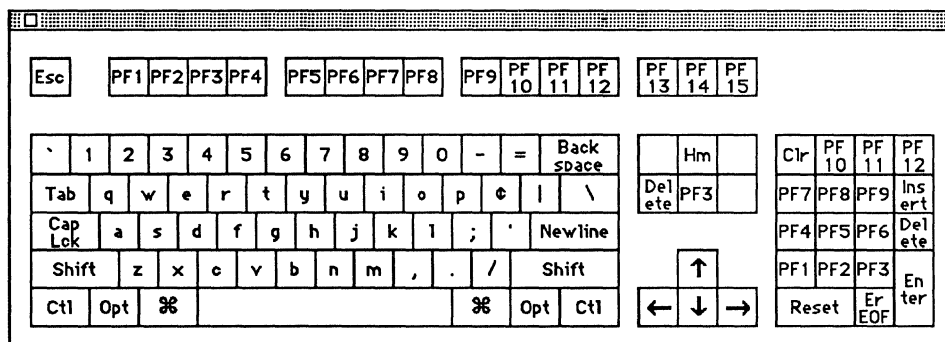 Esc PF1 PF2 PF3 PF4 PF5 PF6 PF7 PF8 PF9 PF 10 PF 11 PF 12 PF 13 PF 14 PF 15
` 1 2 3 4 5 6 7 8 9 0 - = Back space Hm Clr PF 10 PF 11 PF 12
Tab q w e r t y u i o p ¢ | \ Del ete PF3 PF7 PF8 PF9 Ins ert
Cap Lck a s d f g h j k l ; ' Newline PF4 PF5 PF6 Del ete
Shift z x c v b n m , . / Shift ↑ PF1 PF2 PF3 En ter
Ctl Opt ⌘ ⌘ Opt Ctl ← ↓ → Reset Er EOF